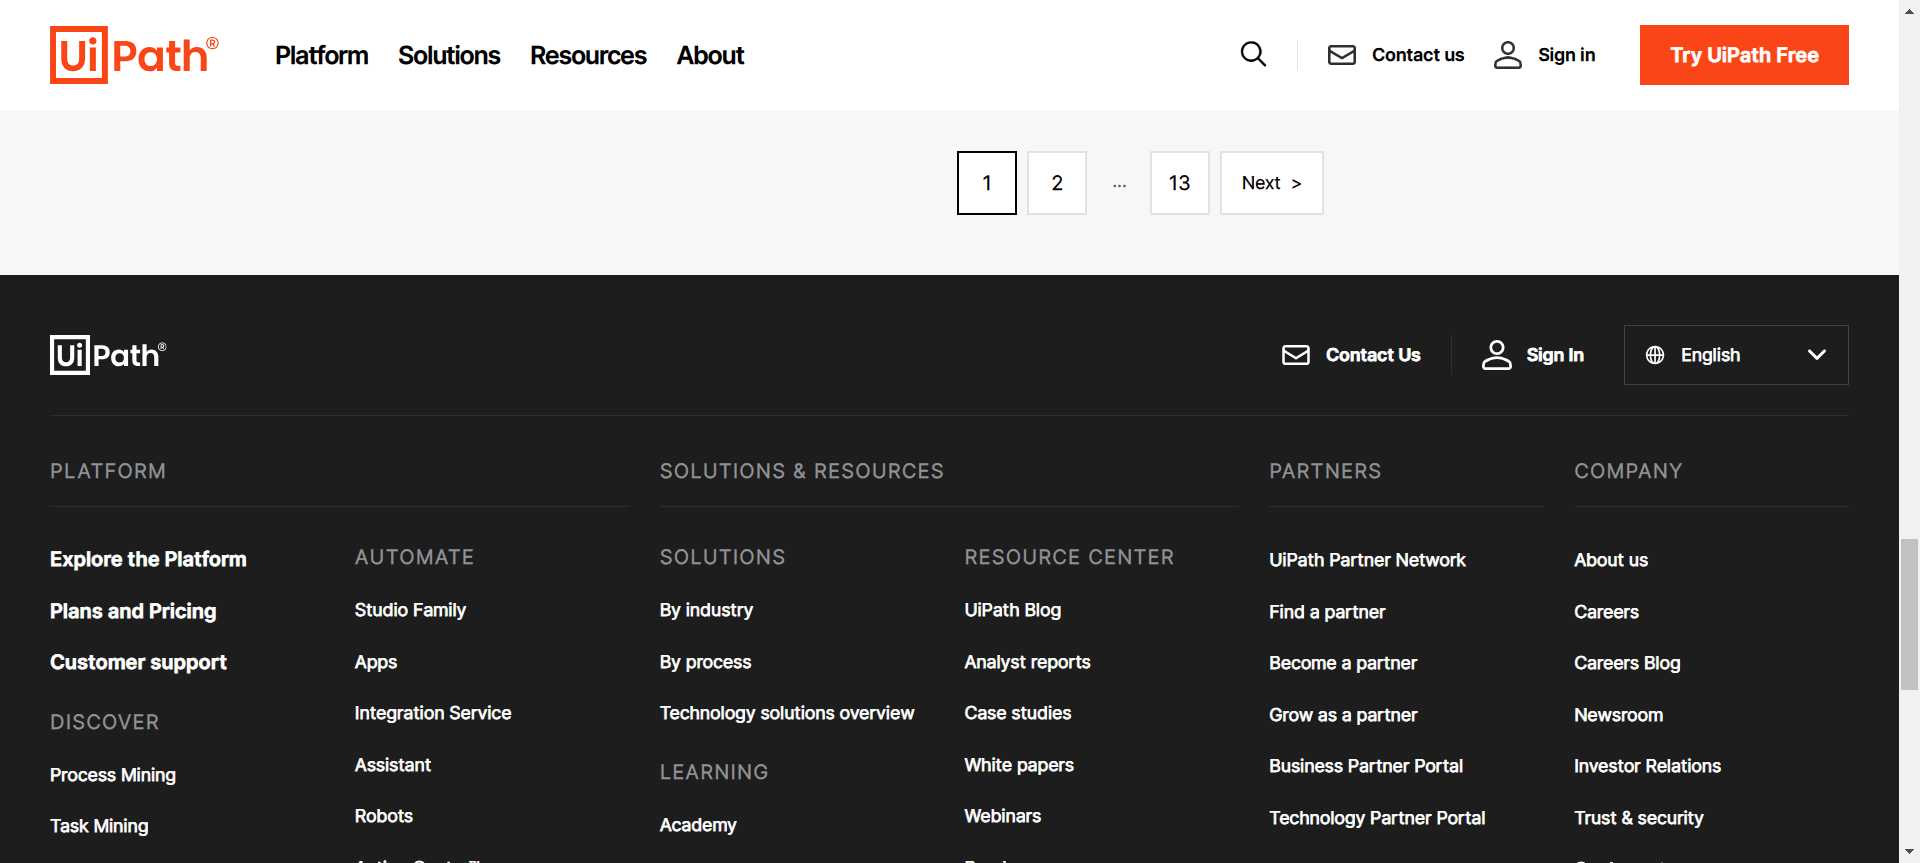 UiPath®
Platform
Solutions
Resources
About
Contact us
Sign in
Try UiPath Free
1
2
...
13
Next >
UiPath®
Contact Us
Sign In
English
PLATFORM
Explore the Platform
Plans and Pricing
Customer support
DISCOVER
Process Mining
Task Mining
AUTOMATE
Studio Family
Apps
Integration Service
Assistant
Robots
SOLUTIONS & RESOURCES
SOLUTIONS
By industry
By process
Technology solutions overview
LEARNING
Academy
RESOURCE CENTER
UiPath Blog
Analyst reports
Case studies
White papers
Webinars
PARTNERS
UiPath Partner Network
Find a partner
Become a partner
Grow as a partner
Business Partner Portal
Technology Partner Portal
COMPANY
About us
Careers
Careers Blog
Newsroom
Investor Relations
Trust & security